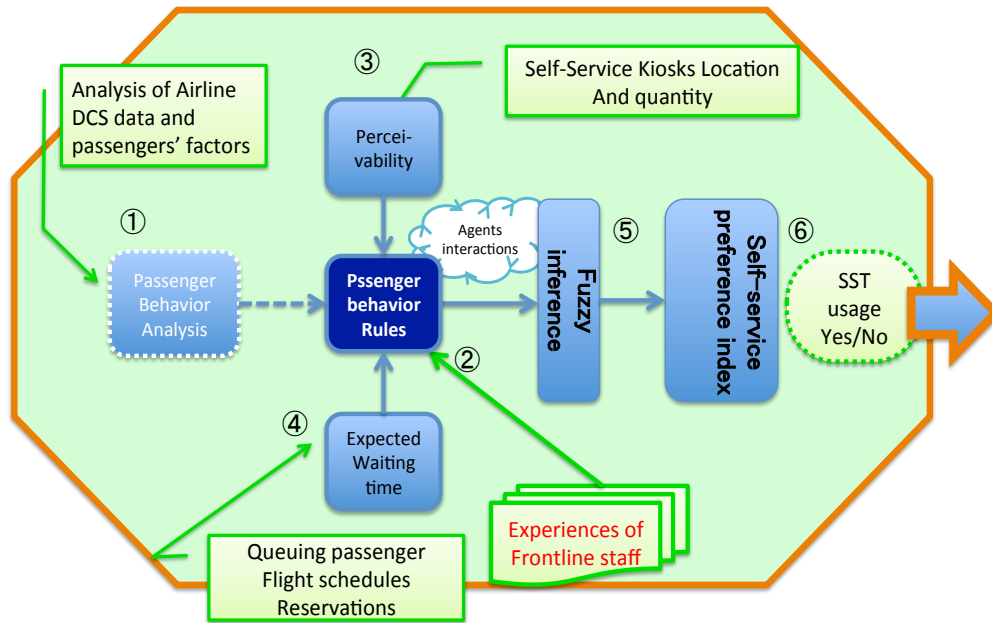 ③
Self-Service Kiosks Location
And quantity
Analysis of Airline
DCS data and
passengers' factors
Percei-
vability
①
Agents
interactions
⑤
⑥
Passenger
Behavior
Analysis
Pssenger
behavior
Rules
Fuzzy
inference
Self-service
preference index
SST
usage
Yes/No
②
④
Expected
Waiting
time
Experiences of
Frontline staff
Queuing passenger
Flight schedules
Reservations